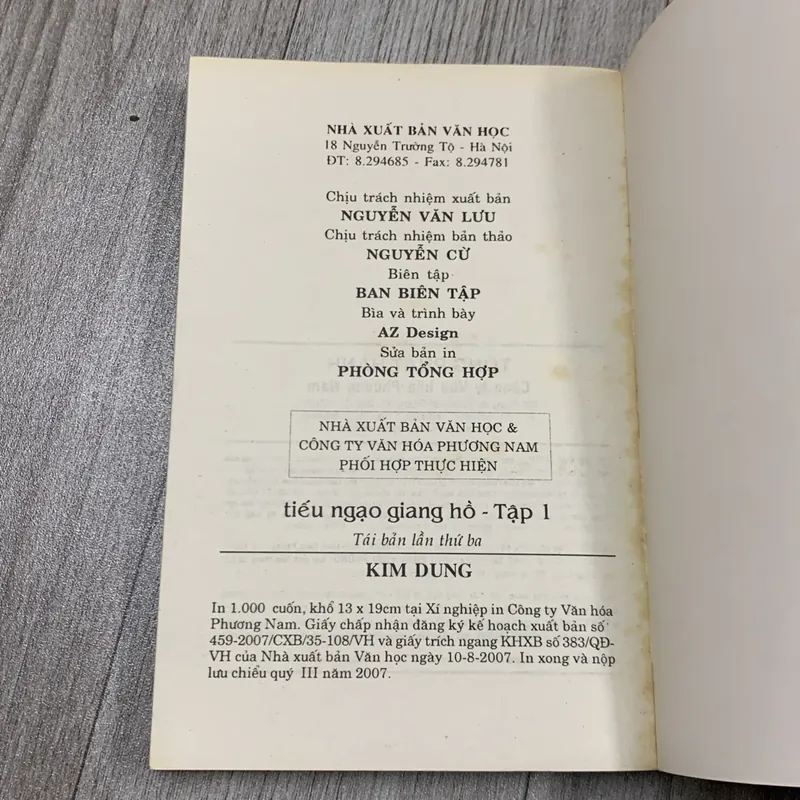 NHÀ XUẤT BẢN VĂN HỌC
18 Nguyễn Trường Tộ - Hà Nội
ĐT: 8.294685 - Fax: 8.294781
Chịu trách nhiệm xuất bản
NGUYỄN VĂN LƯU
Chịu trách nhiệm bản thảo
NGUYỄN CỪ
Biên tập
BAN BIÊN TẬP
Bìa và trình bày
AZ Design
Sửa bản in
PHÒNG TỔNG HỢP
NHÀ XUẤT BẢN VĂN HỌC &
CÔNG TY VĂN HÓA PHƯƠNG NAM
PHỐI HỢP THỰC HIỆN
tiếu ngạo giang hồ - Tập 1
Tái bản lần thứ ba
KIM DUNG
In 1.000 cuốn, khổ 13 x 19cm tại Xí nghiệp in Công ty Văn hóa
Phương Nam. Giấy chấp nhận đăng ký kế hoạch xuất bản số
459-2007/CXB/35-108/VH và giấy trích ngang KHXB số 383/QĐ-
VH của Nhà xuất bản Văn học ngày 10-8-2007. In xong và nộp
lưu chiểu quý III năm 2007.